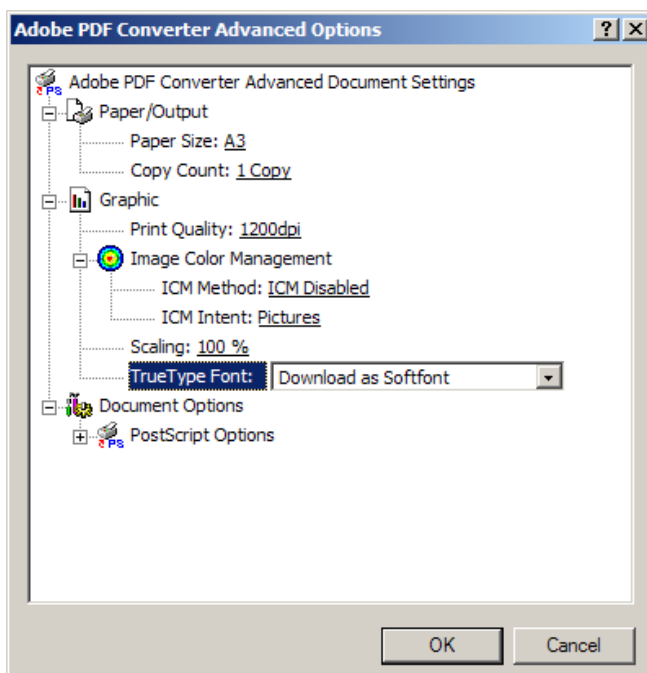 Adobe PDF Converter Advanced Options
Adobe PDF Converter Advanced Document Settings
Paper/Output
Paper Size: A3
Copy Count: 1 Copy
Graphic
Print Quality: 1200dpi
Image Color Management
ICM Method: ICM Disabled
ICM Intent: Pictures
Scaling: 100 %
TrueType Font: Download as Softfont
Document Options
PostScript Options
OK Cancel